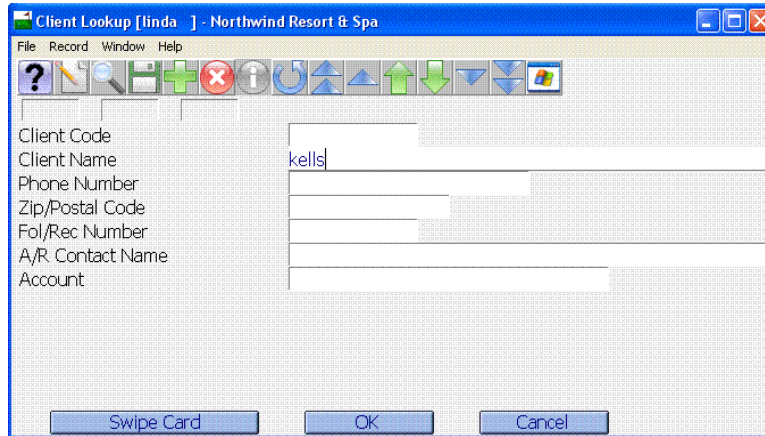 Client Lookup [linda ] - Northwind Resort & Spa
File Record Window Help
?
Client Code
Client Name kells
Phone Number
Zip/Postal Code
Fol/Rec Number
A/R Contact Name
Account
Swipe Card OK Cancel